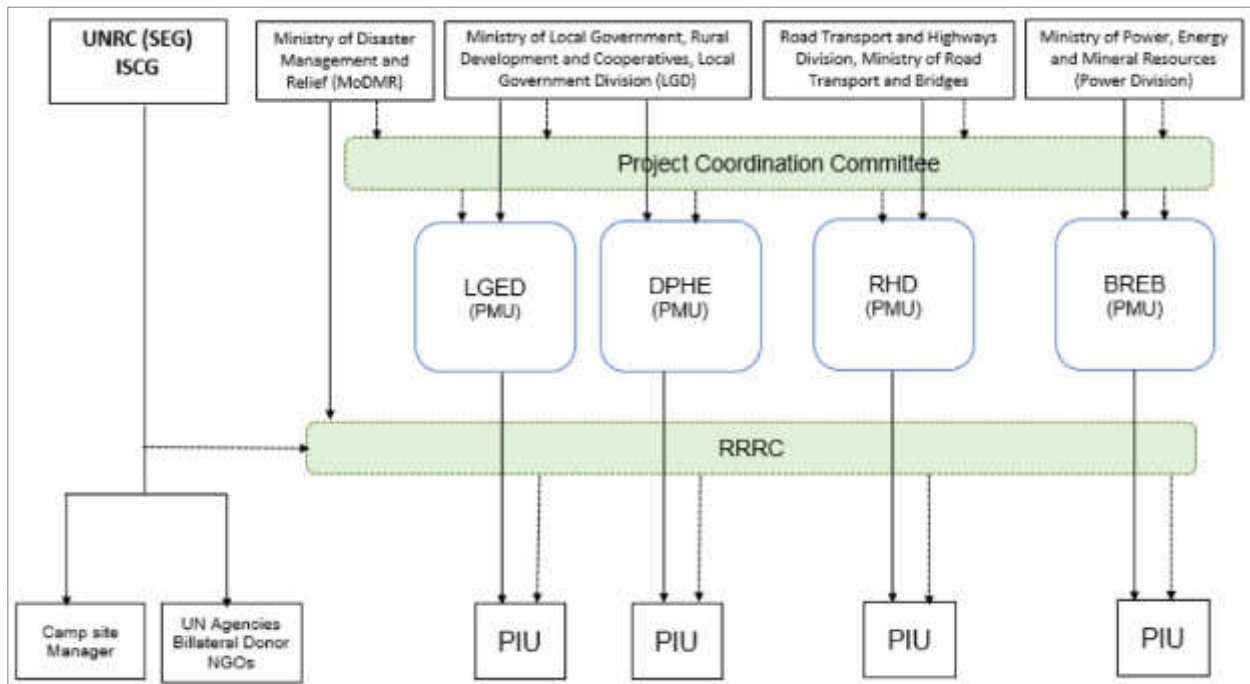 UNRC (SEG)
ISCG
Ministry of Disaster
Management and
Relief (MoDMR)
Ministry of Local Government, Rural
Development and Cooperatives, Local
Government Division (LGD)
Road Transport and Highways
Division, Ministry of Road
Transport and Bridges
Ministry of Power, Energy
and Mineral Resources
(Power Division)
Project Coordination Committee
LGED
(PMU)
DPHE
(PMU)
RHD
(PMU)
BREB
(PMU)
RRRC
Camp site
Manager
UN Agencies
Billateral Donor
NGOs
PIU
PIU
PIU
PIU